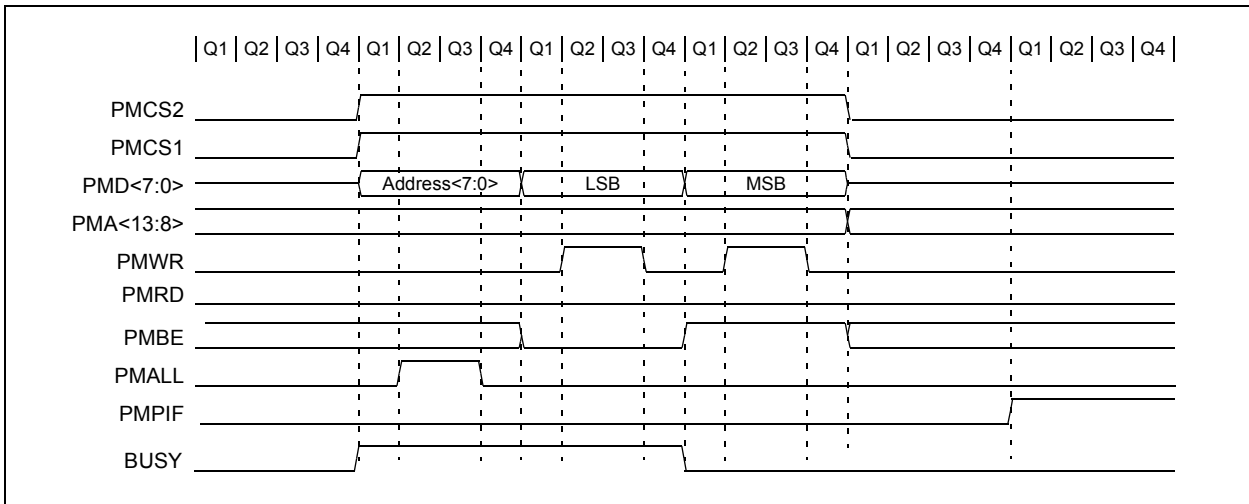 Q1 Q2 Q3 Q4 Q1 Q2 Q3 Q4 Q1 Q2 Q3 Q4 Q1 Q2 Q3 Q4 Q1 Q2 Q3 Q4 Q1 Q2 Q3 Q4
PMCS2
PMCS1
PMD<7:0> Address<7:0> LSB MSB
PMA<13:8>
PMWR
PMRD
PMBE
PMALL
PMPIF
BUSY